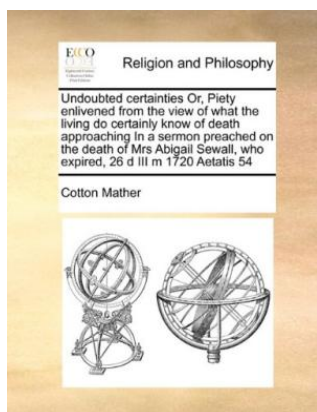 ECCO
Religion and Philosophy
Undoubted certainties Or, Piety
enlivened from the view of what the
living do certainly know of death
approaching In a sermon preached on
the death of Mrs Abigail Sewall, who
expired, 26 d III m 1720 Aetatis 54
Cotton Mather